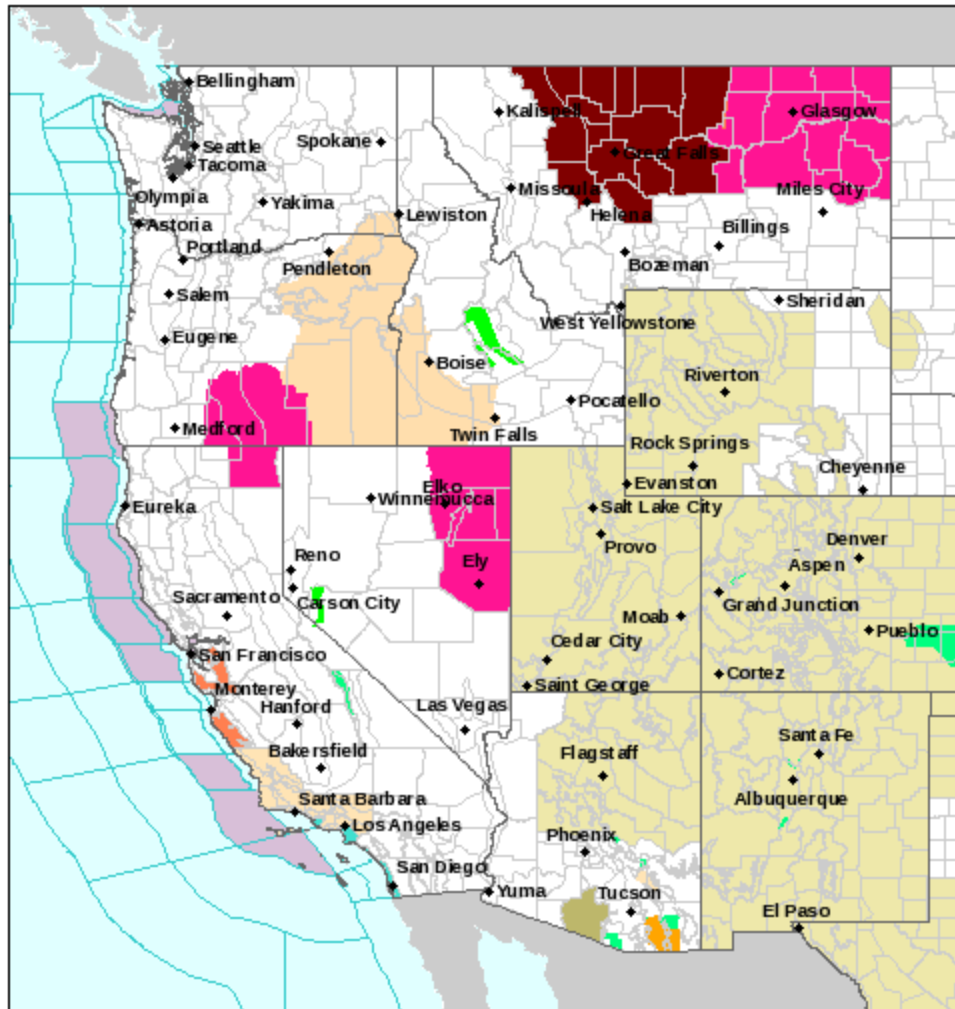 Bellingham
Kalispell
Glasgow
Seattle
Spokane
Great Falls
Tacoma
Missoula
Miles City
Olympia
Yakima
Lewiston
Helena
Astoria
Billings
Portland
Pendleton
Bozeman
Salem
Sheridan
West Yellowstone
Eugene
Boise
Riverton
Pocatello
Medford
Twin Falls
Rock Springs
Cheyenne
Elko
Evanston
Winnemucca
Eureka
Salt Lake City
Provo
Denver
Reno
Ely
Aspen
Sacramento
Carson City
Grand Junction
Moab
Pueblo
Cedar City
San Francisco
Cortez
Saint George
Monterey
Hanford
Las Vegas
Santa Fe
Bakersfield
Flagstaff
Santa Barbara
Albuquerque
Los Angeles
Phoenix
San Diego
Yuma
Tucson
El Paso